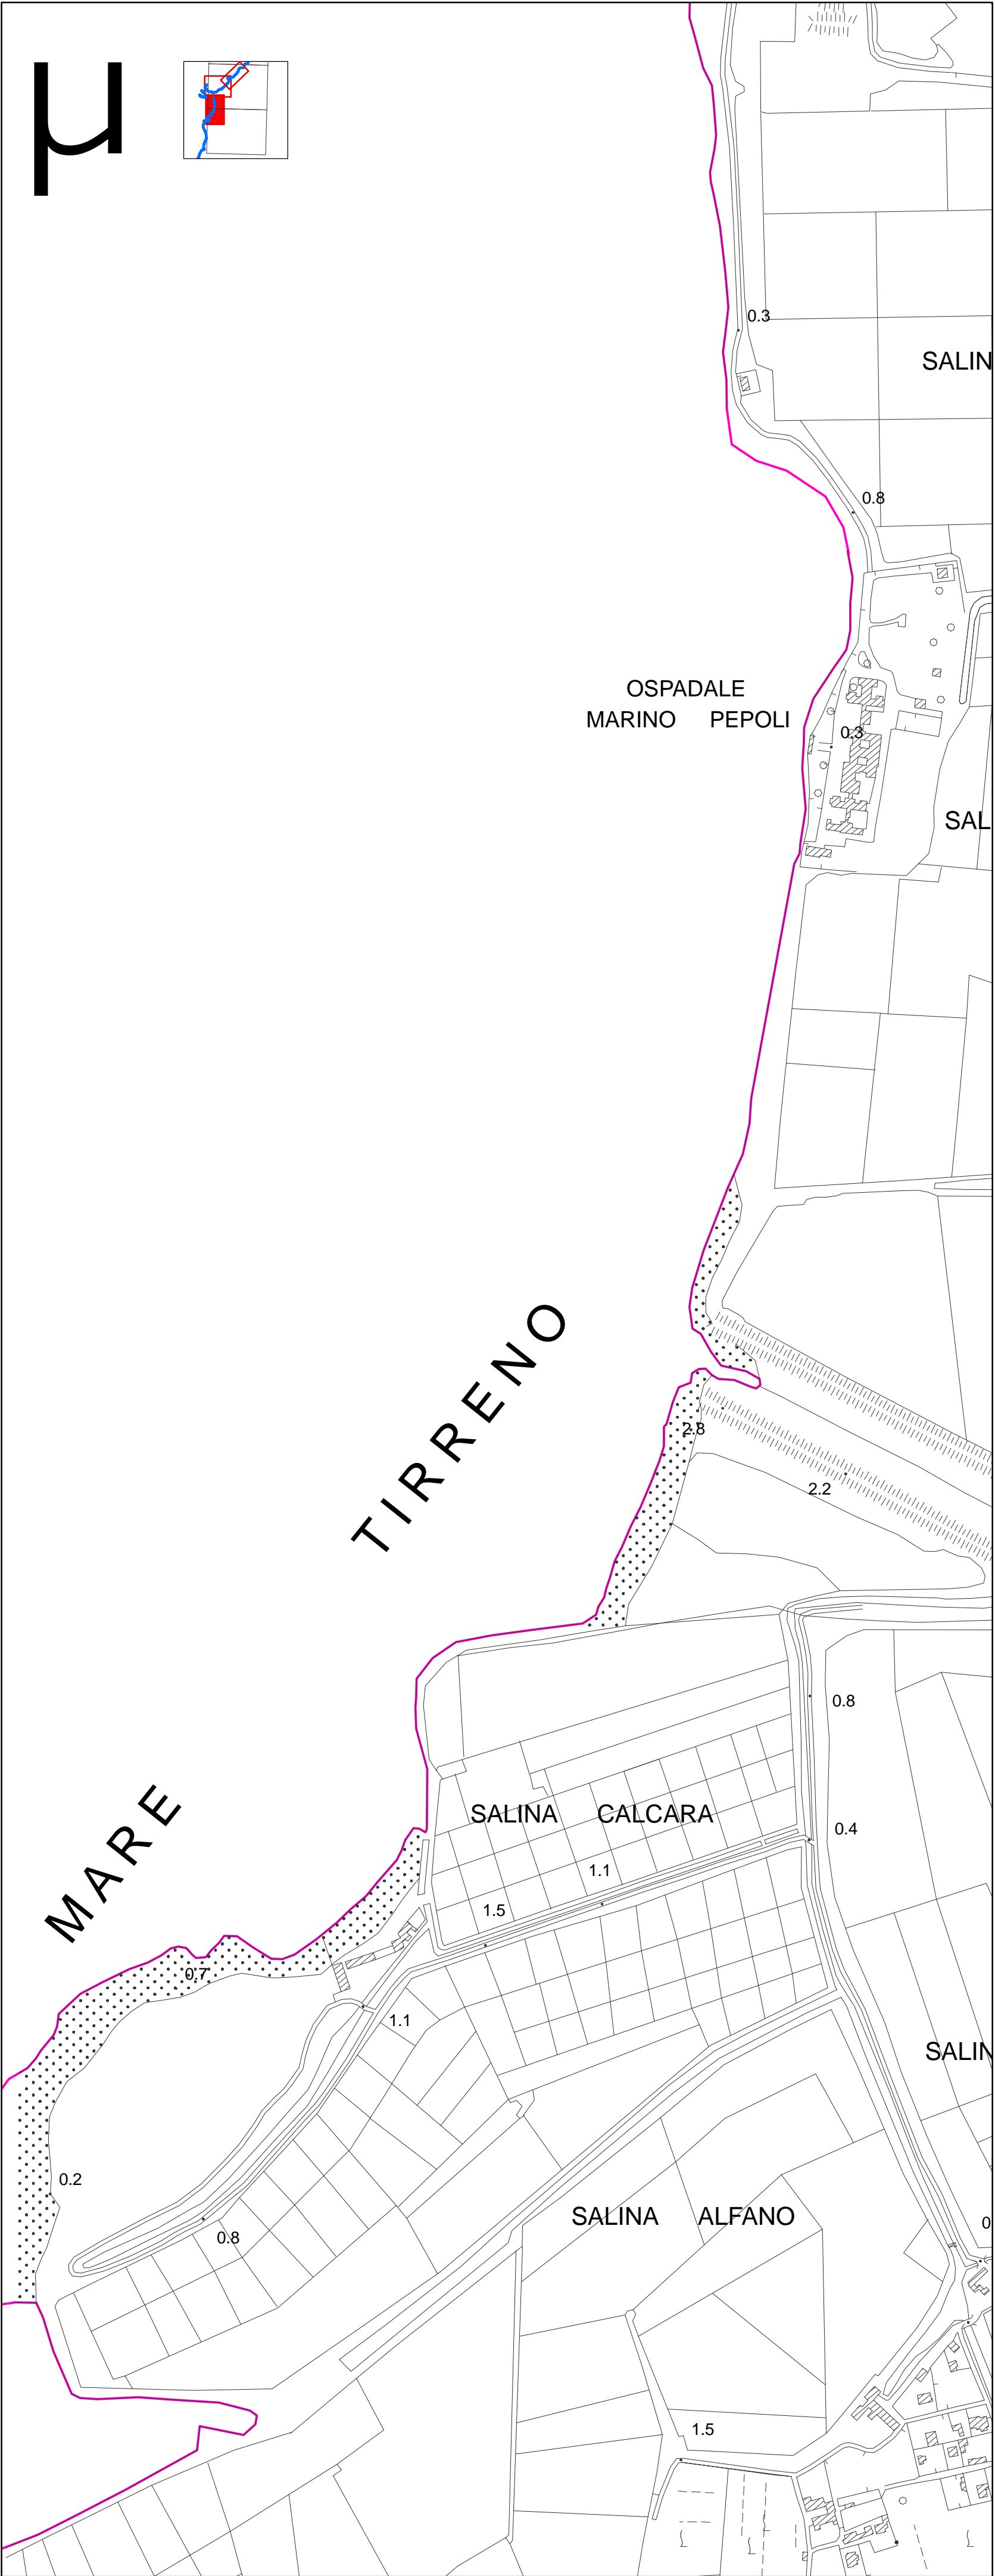 µ
0.3
SALIN
0.8
OSPADALE
MARINO PEPOLI
0.3
SAL
TIRRENO
2.8
2.2
0.8
SALINA CALCARA
0.4
MARE
1.1
1.5
0.7
1.1
SALIN
0.2
SALINA ALFANO
0
0.8
1.5